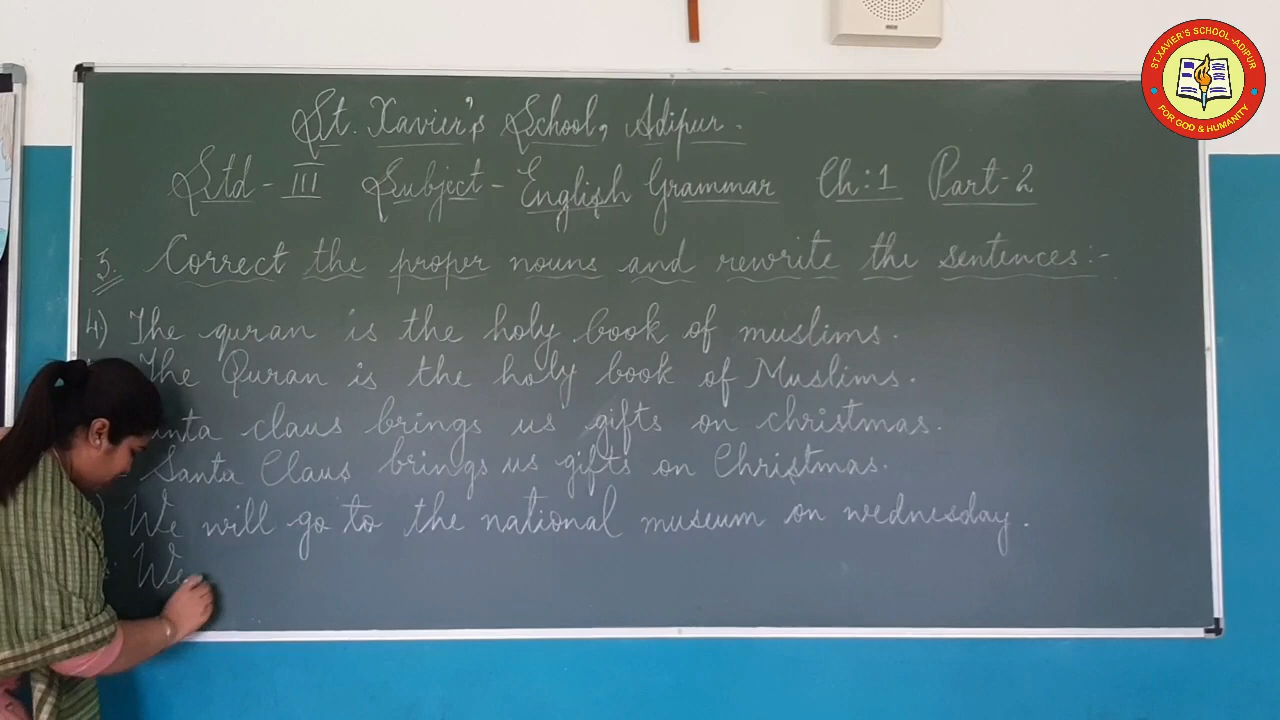 ST.XAVIER'S SCHOOL-ADIPUR
FOR GOD & HUMANITY
St. Xavier's School, Adipur.
Std - III Subject - English Grammar Ch:1 Part-2
3. Correct the proper nouns and rewrite the sentences:-
4.) The quran is the holy book of muslims.
The Quran is the holy book of Muslims.
claus brings us gifts on christmas.
Santa Claus brings us gifts on Christmas.
We will go to the national museum on wednesday.
We